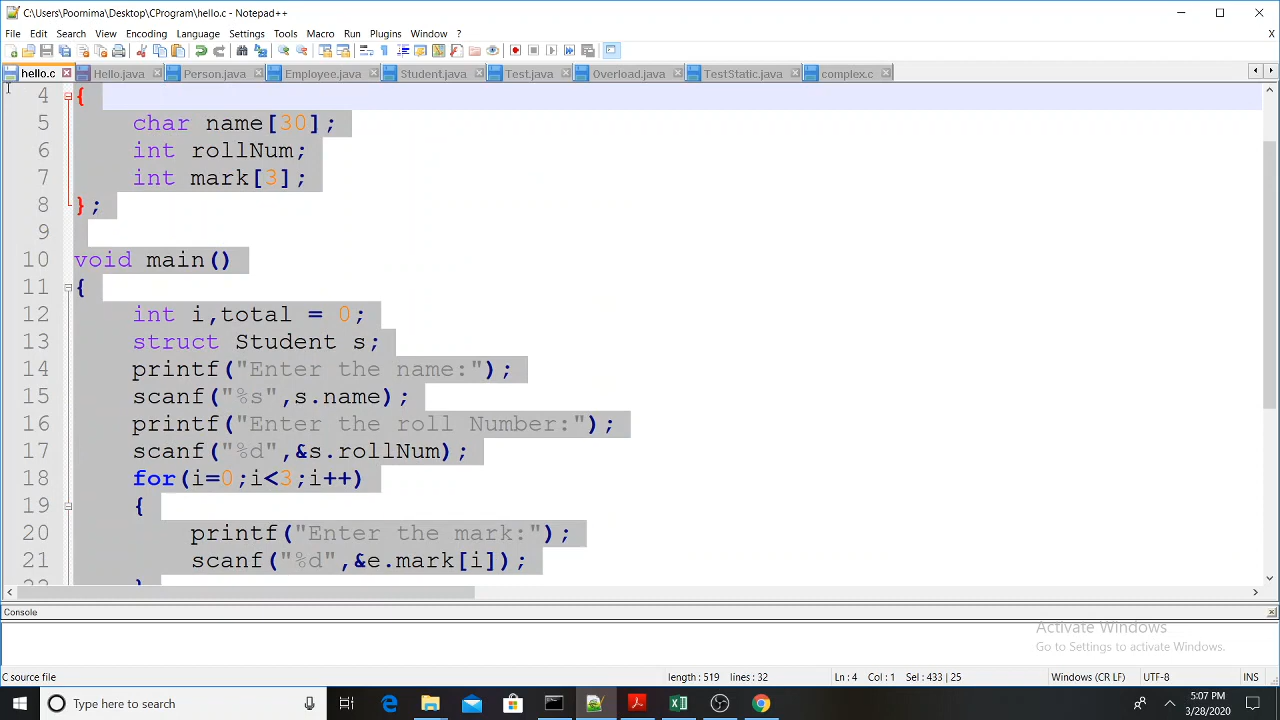 C:\Users\Poornima\Desktop\CProgram\hello.c - Notepad++
File Edit Search View Encoding Language Settings Tools Macro Run Plugins Window ? X
hello.c Hello.java Person.java Employee.java Student.java Test.java Overload.java TestStatic.java complex.c
4 {
5 char name[30];
6 int rollNum;
7 int mark[3];
8 };
9
10 void main()
11 {
12 int i,total = 0;
13 struct Student s;
14 printf("Enter the name:");
15 scanf("%s",s.name);
16 printf("Enter the roll Number:");
17 scanf("%d",&s.rollNum);
18 for(i=0;i<3;i++)
19 {
20 printf("Enter the mark:");
21 scanf("%d",&e.mark[i]);
22 }
Console
Activate Windows
Go to Settings to activate Windows.
C source file length : 519 lines : 32 Ln : 4 Col : 1 Sel : 433 | 25 Windows (CR LF) UTF-8 INS
Type here to search
5:07 PM
3/28/2020